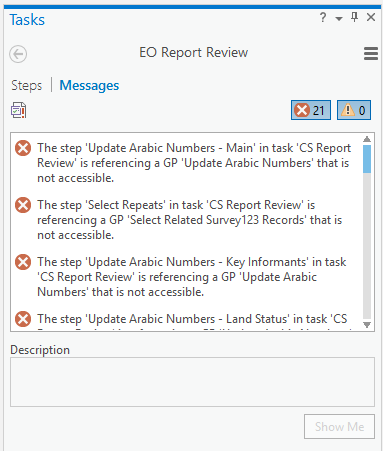 Tasks
?
EO Report Review
Steps Messages
21 0
The step 'Update Arabic Numbers - Main' in task 'CS Report
Review' is referencing a GP 'Update Arabic Numbers' that is
not accessible.
The step 'Select Repeats' in task 'CS Report Review' is
referencing a GP 'Select Related Survey123 Records' that is
not accessible.
The step 'Update Arabic Numbers - Key Informants' in task
'CS Report Review' is referencing a GP 'Update Arabic
Numbers' that is not accessible.
The step 'Update Arabic Numbers - Land Status' in task 'CS
Description
Show Me